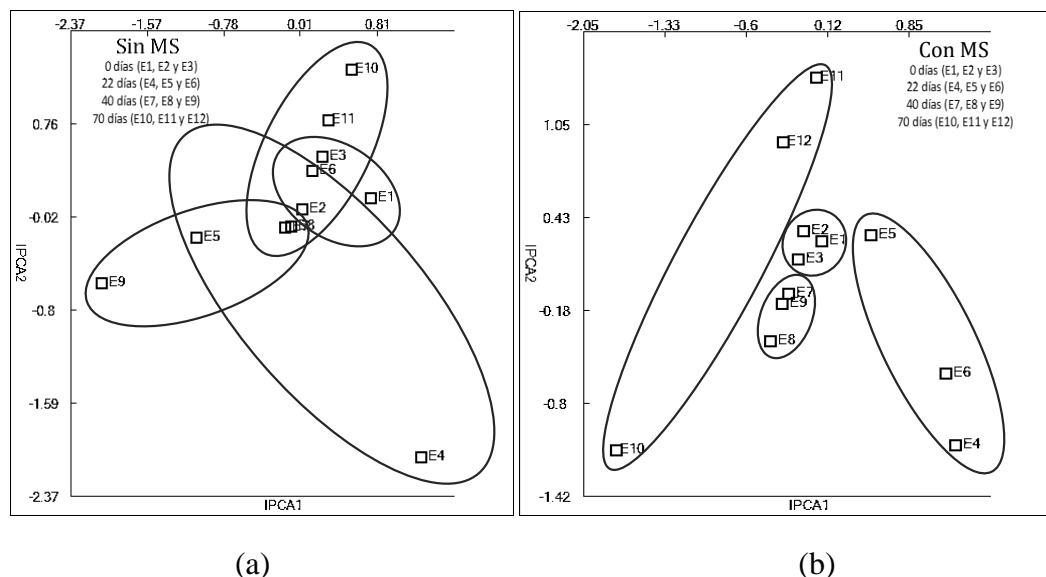 -2.37 -1.57 -0.78 0.01 0.81
-2.37
Sin MS
0 días (E1, E2 y E3)
22 días (E4, E5 y E6)
40 días (E7, E8 y E9)
70 días (E10, E11 y E12)
E10
0.76
E11
E3
E6
E1
E2
-0.02
E5
IPCA2
E9
-0.8
-1.59
E4
-2.37
IPCA1
(a)
-2.05 -1.33 -0.6 0.12 0.85
Con MS
0 días (E1, E2 y E3)
22 días (E4, E5 y E6)
40 días (E7, E8 y E9)
70 días (E10, E11 y E12)
E11
1.05
E12
0.43
E2
E1
E5
E3
IPCA2
E7
E9
-0.18
E8
E6
-0.8
E4
E10
-1.42
IPCA1
(b)